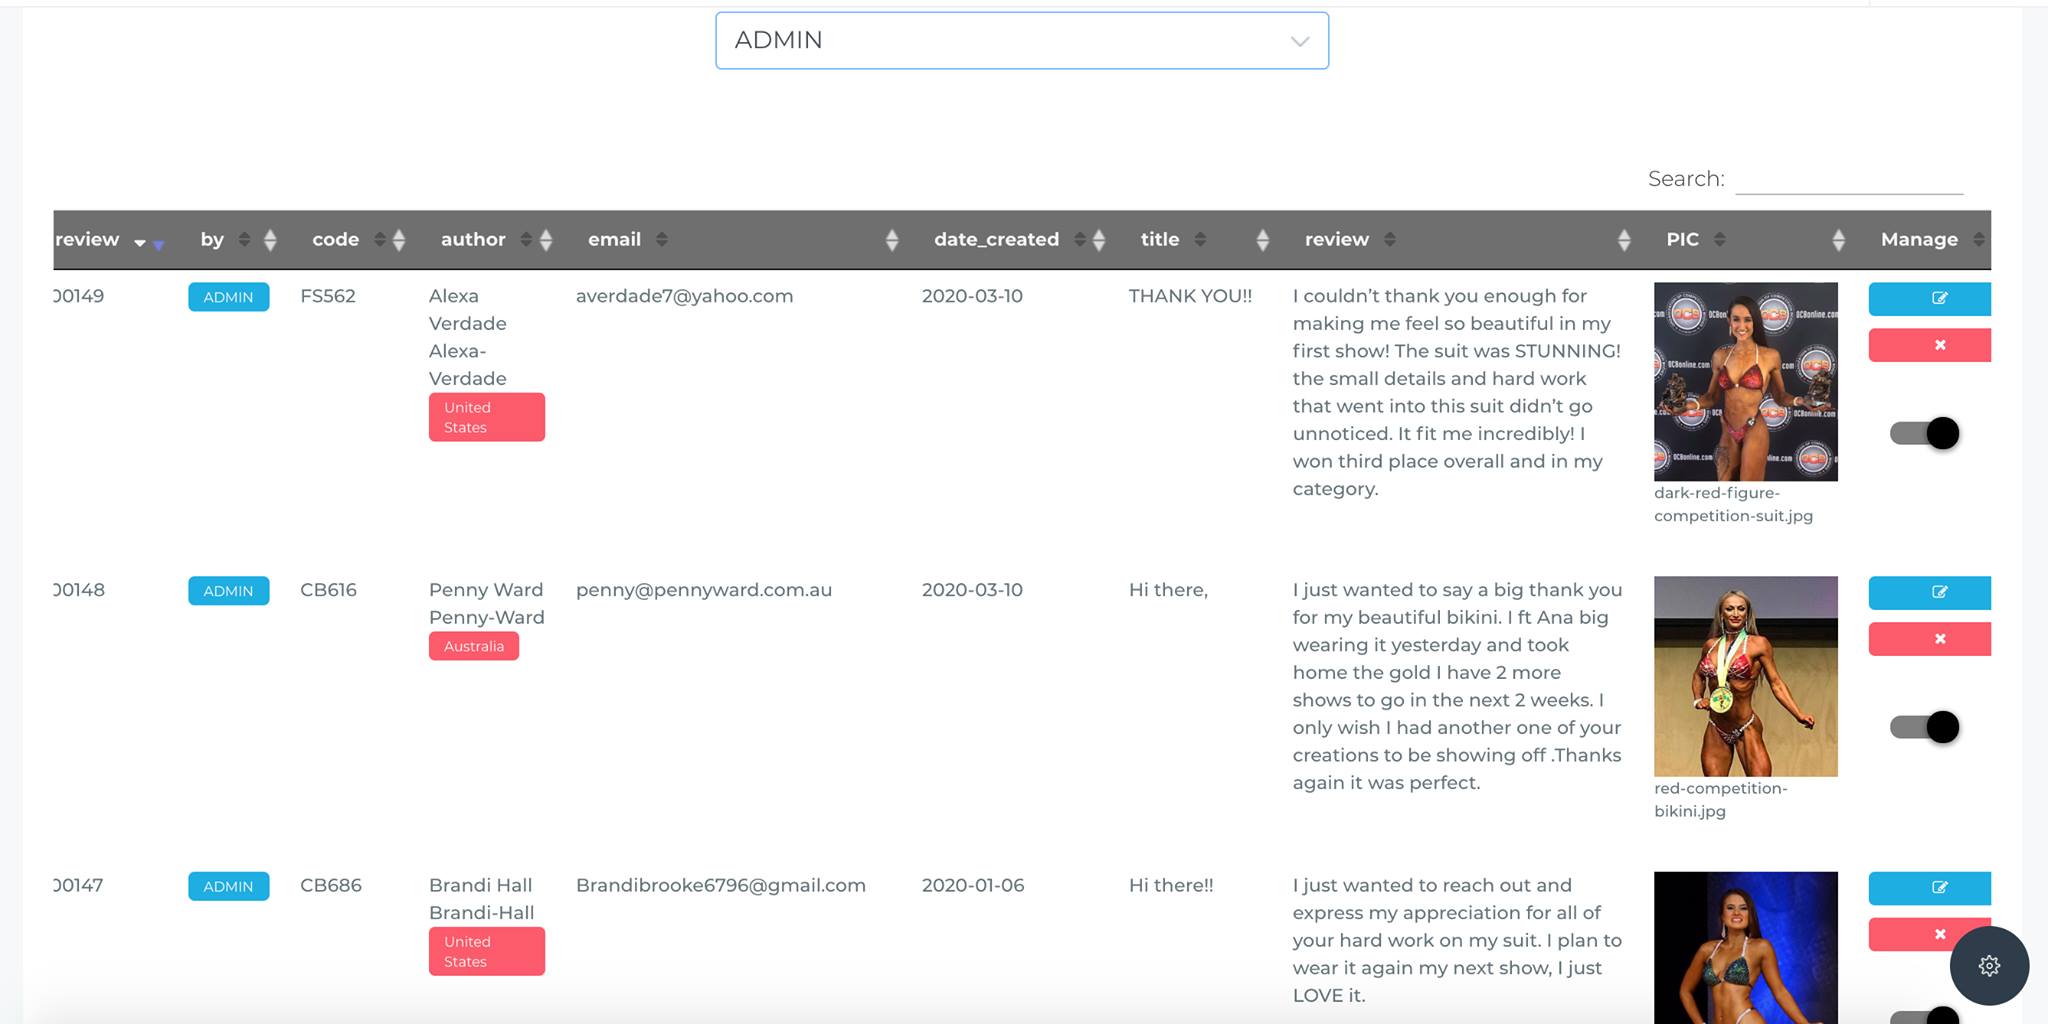 ADMIN
Search:
review by code author email date_created title review PIC Manage
00149 ADMIN FS562
Alexa
Verdade
Alexa-
Verdade
United
States
averdade7@yahoo.com
2020-03-10
THANK YOU!!
I couldn’t thank you enough for
making me feel so beautiful in my
first show! The suit was STUNNING!
the small details and hard work
that went into this suit didn’t go
unnoticed. It fit me incredibly! I
won third place overall and in my
category.
dark-red-figure-
competition-suit.jpg
00148 ADMIN CB616
Penny Ward
Penny-Ward
Australia
penny@pennyward.com.au
2020-03-10
Hi there,
I just wanted to say a big thank you
for my beautiful bikini. I ft Ana big
wearing it yesterday and took
home the gold I have 2 more
shows to go in the next 2 weeks. I
only wish I had another one of your
creations to be showing off .Thanks
again it was perfect.
red-competition-
bikini.jpg
00147 ADMIN CB686
Brandi Hall
Brandi-Hall
United
States
Brandibrooke6796@gmail.com
2020-01-06
Hi there!!
I just wanted to reach out and
express my appreciation for all of
your hard work on my suit. I plan to
wear it again my next show, I just
LOVE it.